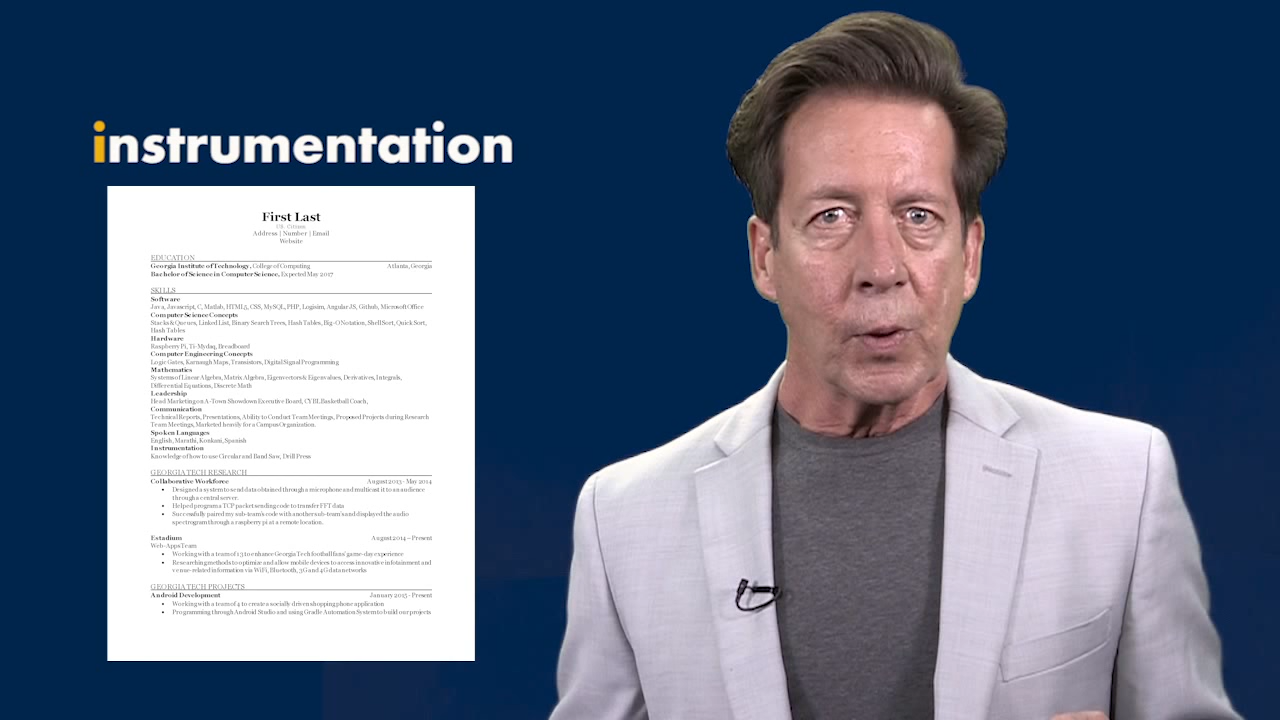 instrumentation
First Last
U.S. Citizen
Address | Number | Email
Website
EDUCATION
Georgia Institute of Technology, College of Computing Atlanta, Georgia
Bachelor of Science in Computer Science, Expected May 2017
SKILLS
Software
Java, Javascript, C, Matlab, HTML5, CSS, MySQL, PHP, Logisim, Angular JS, Github, Microsoft Office
Computer Science Concepts
Stacks & Queues, Linked List, Binary Search Trees, Hash Tables, Big-O Notation, Shell Sort, Quick Sort,
Hash Tables
Hardware
Raspberry Pi, Ti-Mydaq, Breadboard
Computer Engineering Concepts
Logic Gates, Karnaugh Maps, Transistors, Digital Signal Programming
Mathematics
Systems of Linear Algebra, Matrix Algebra, Eigenvectors & Eigenvalues, Derivatives, Integrals,
Differential Equations, Discrete Math
Leadership
Head Marketing on A-Town Showdown Executive Board, CYBL Basketball Coach,
Communication
Technical Reports, Presentations, Ability to Conduct Team Meetings, Proposed Projects during Research
Team Meetings, Marketed heavily for a Campus Organization.
Spoken Languages
English, Marathi, Konkani, Spanish
Instrumentation
Knowledge of how to use Circular and Band Saw, Drill Press
GEORGIA TECH RESEARCH
Collaborative Workforce August 2013 - May 2014
• Designed a system to send data obtained through a microphone and multicast it to an audience
through a central server.
• Helped program a TCP packet sending code to transfer FFT data
• Successfully paired my sub-team's code with another sub-team's and displayed the audio
spectrogram through a raspberry pi at a remote location.
Estadium August 2014 – Present
Web-Apps Team
• Working with a team of 13 to enhance Georgia Tech football fans' game-day experience
• Researching methods to optimize and allow mobile devices to access innovative infotainment and
venue-related information via WiFi, Bluetooth, 3G and 4G data networks
GEORGIA TECH PROJECTS
Android Development January 2015 - Present
• Working with a team of 4 to create a socially driven shopping phone application
• Programming through Android Studio and using Gradle Automation System to build our projects